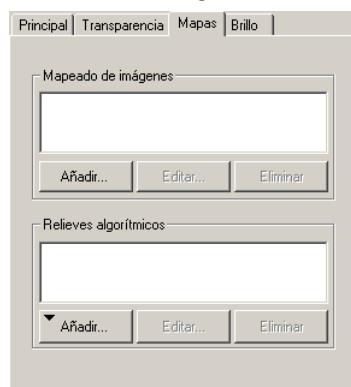 Principal Transparencia Mapas Brillo
Mapeado de imágenes
Añadir... Editar... Eliminar
Relieves algorítmicos
Añadir... Editar... Eliminar